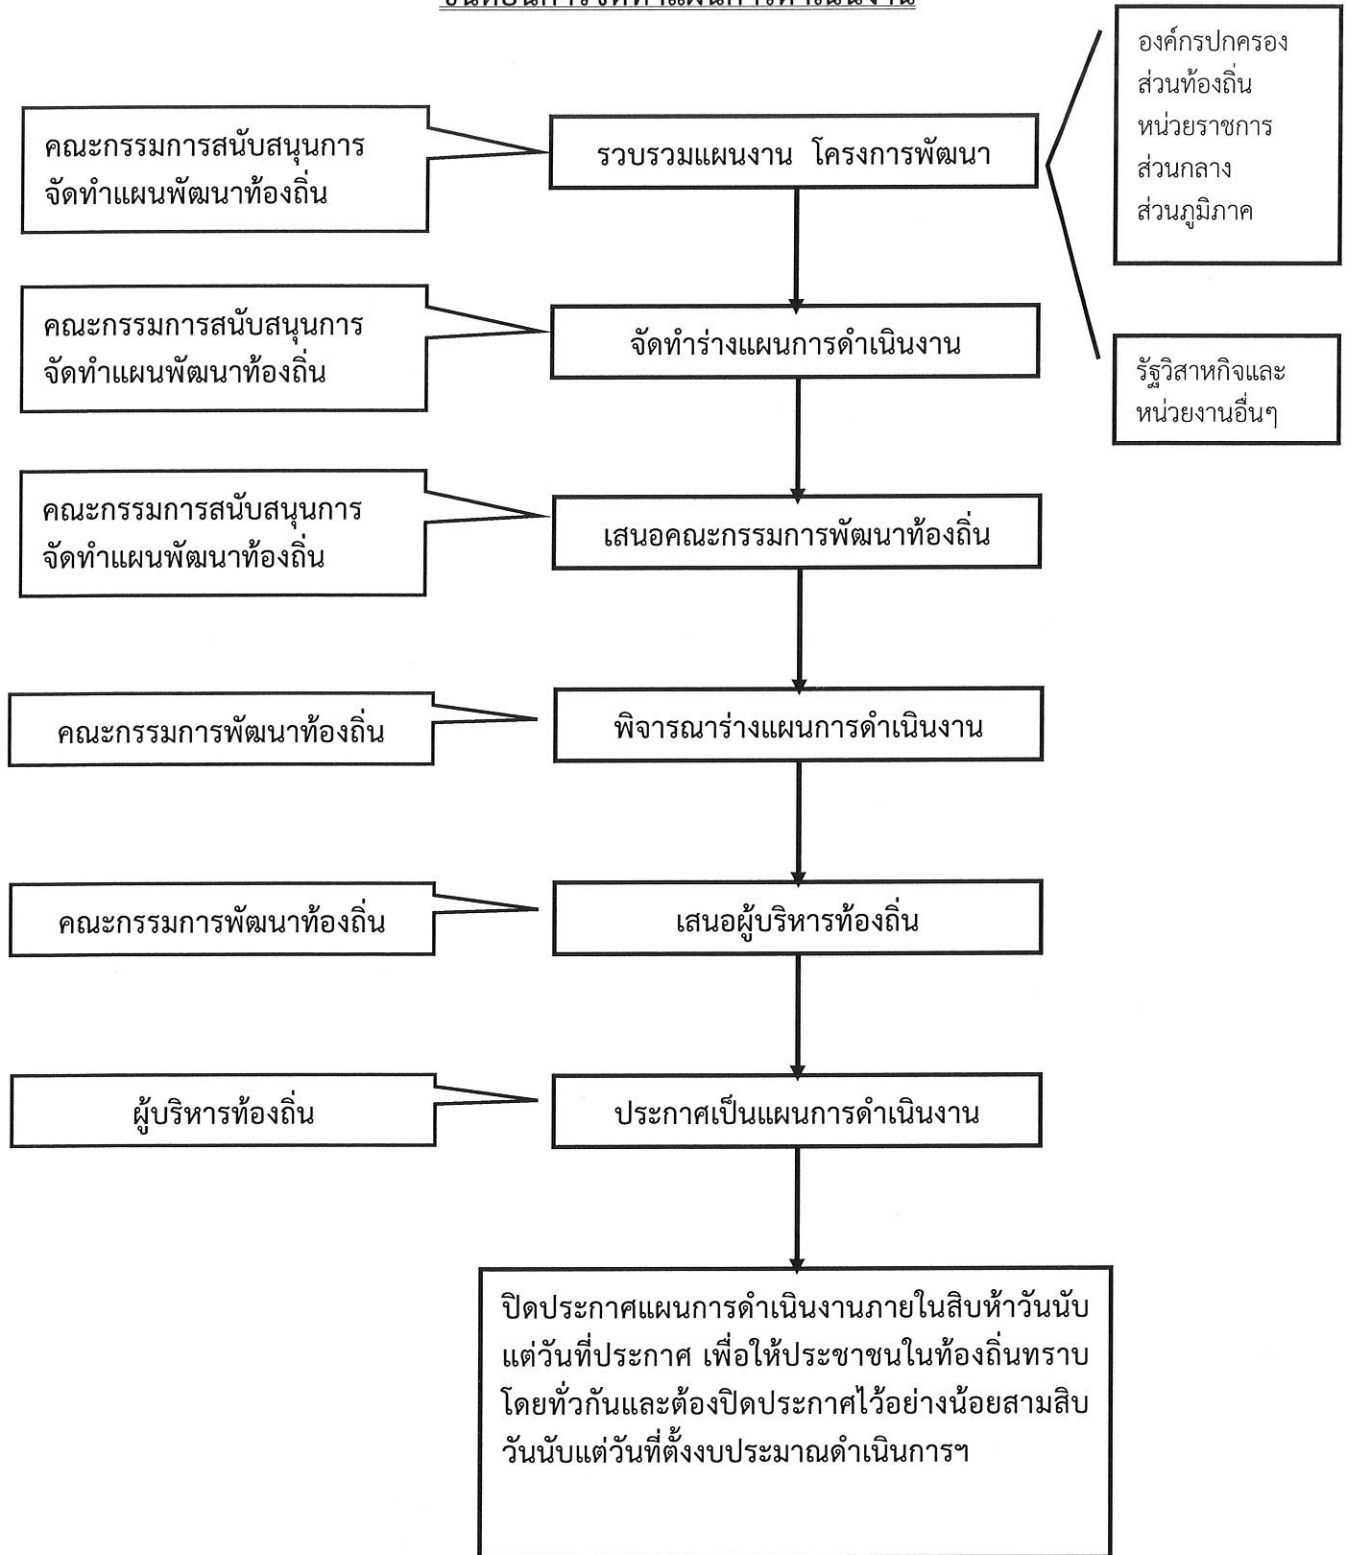 องค์กรปกครอง
ส่วนท้องถิ่น
หน่วยราชการ
ส่วนกลาง
ส่วนภูมิภาค
คณะกรรมการสนับสนุนการ
จัดทำแผนพัฒนาท้องถิ่น
รวบรวมแผนงาน โครงการพัฒนา
คณะกรรมการสนับสนุนการ
จัดทำแผนพัฒนาท้องถิ่น
จัดทำร่างแผนการดำเนินงาน
รัฐวิสาหกิจและ
หน่วยงานอื่นๆ
คณะกรรมการสนับสนุนการ
จัดทำแผนพัฒนาท้องถิ่น
เสนอคณะกรรมการพัฒนาท้องถิ่น
คณะกรรมการพัฒนาท้องถิ่น
พิจารณาร่างแผนการดำเนินงาน
คณะกรรมการพัฒนาท้องถิ่น
เสนอผู้บริหารท้องถิ่น
ผู้บริหารท้องถิ่น
ประกาศเป็นแผนการดำเนินงาน
ปิดประกาศแผนการดำเนินงานภายในสิบห้าวันนับ
แต่วันที่ประกาศ เพื่อให้ประชาชนในท้องถิ่นทราบ
โดยทั่วกันและต้องปิดประกาศไว้อย่างน้อยสามสิบ
วันนับแต่วันที่ตั้งงบประมาณดำเนินการฯ